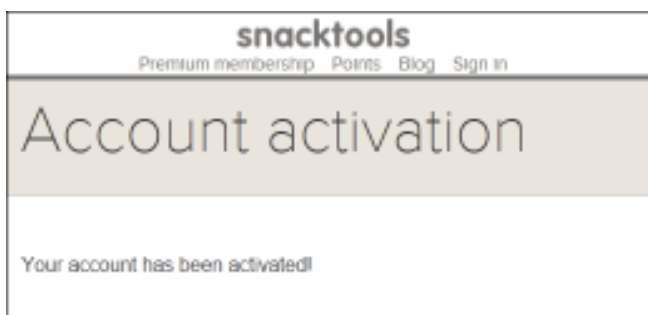 snacktools
Premium membership Points Blog Sign in
Account activation
Your account has been activated!